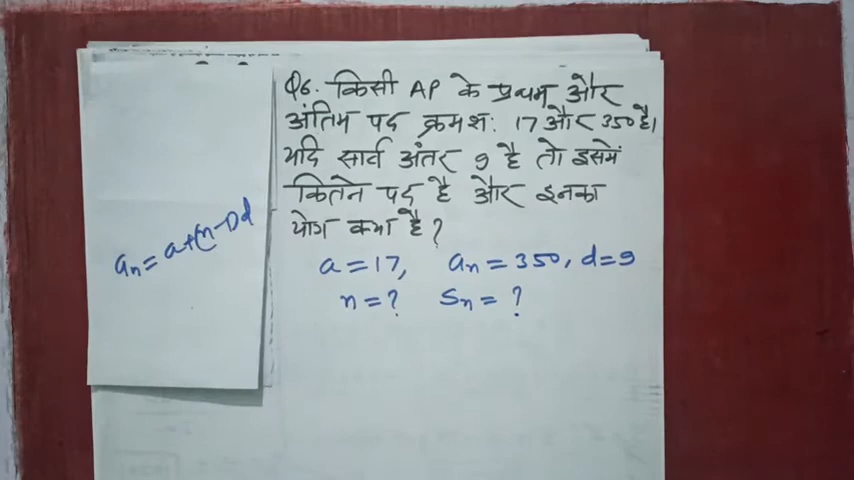 Q6. किसी AP के प्रथम और
अंतिम पद क्रमश: 17 और 350 है।
यदि सार्व अंतर 9 है तो इसमें
कितने पद है और इनका
योग क्या है?
a = 17, an = 350, d = 9
n = ? Sn = ?
an = a+(n-1)d